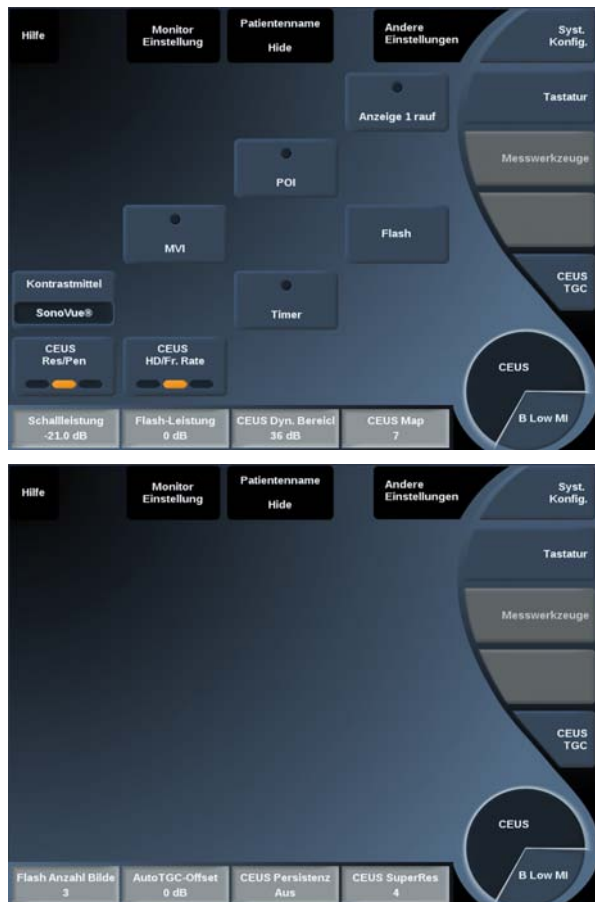 Hilfe
Monitor
Einstellung
Patientenname
Hide
Andere
Einstellungen
Syst.
Konfig.
Anzeige 1 rauf
Tastatur
POI
Messwerkzeuge
MVI
Flash
Kontrastmittel
SonoVue®
Timer
CEUS
TGC
CEUS
Res/Pen
CEUS
HD/Fr. Rate
CEUS
B Low MI
Schallleistung
-21.0 dB
Flash-Leistung
0 dB
CEUS Dyn. Bereicl
36 dB
CEUS Map
7
Hilfe
Monitor
Einstellung
Patientenname
Hide
Andere
Einstellungen
Syst.
Konfig.
Tastatur
Messwerkzeuge
CEUS
TGC
CEUS
B Low MI
Flash Anzahl Bilde
3
AutoTGC-Offset
0 dB
CEUS Persistenz
Aus
CEUS SuperRes
4